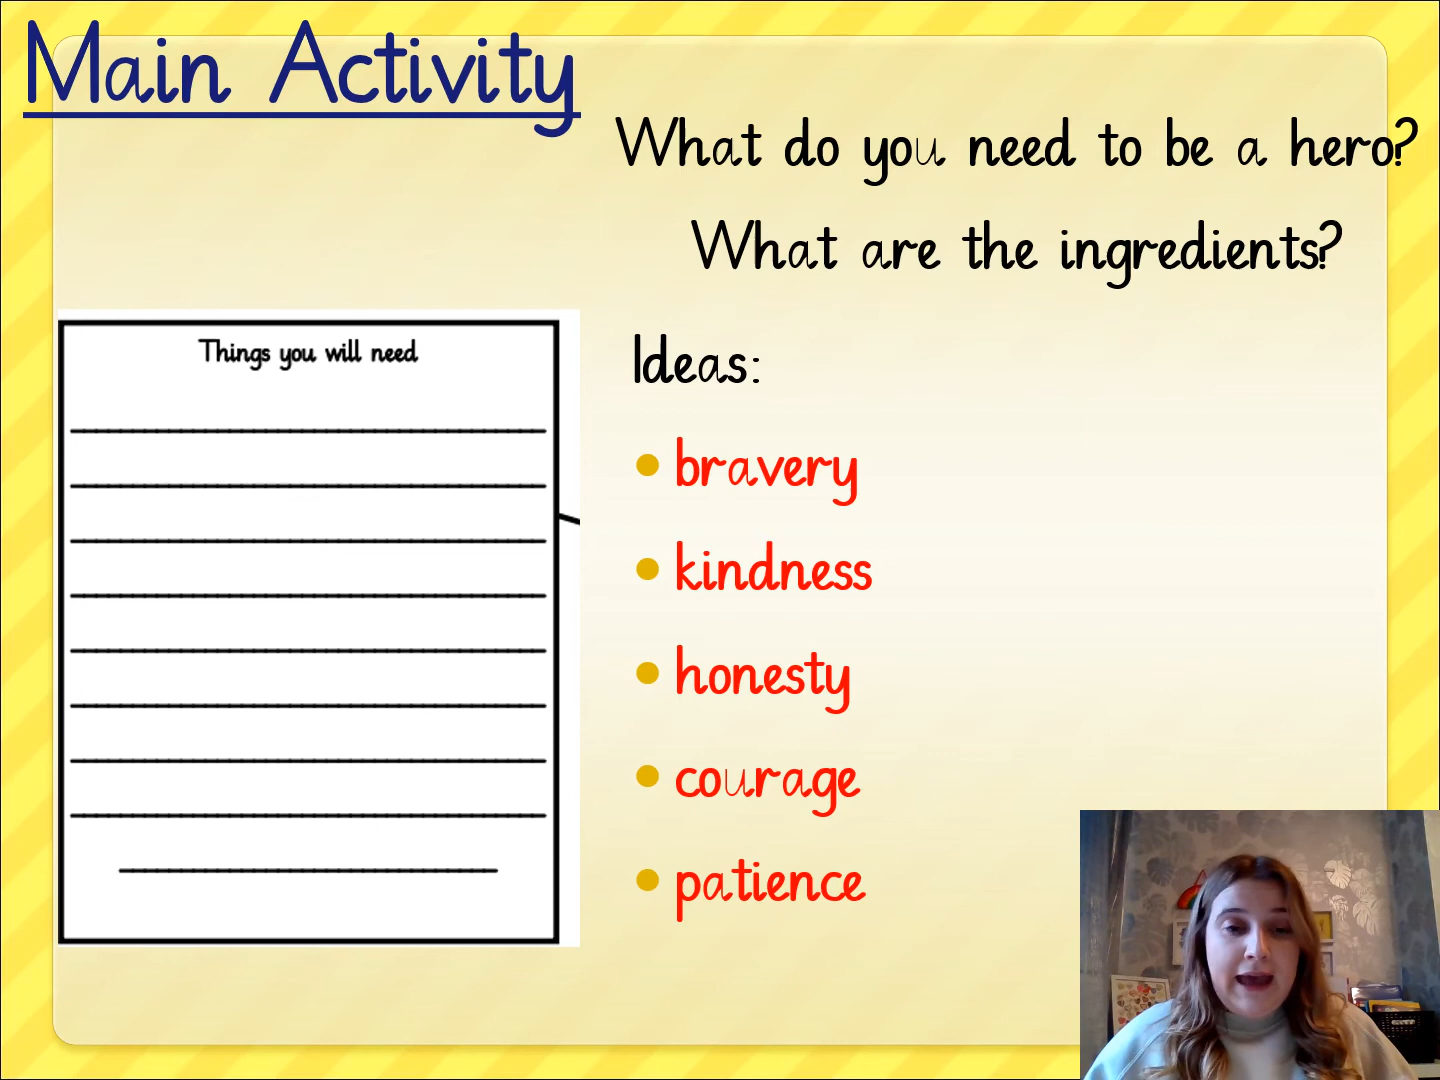 Main Activity
What do you need to be a hero?
What are the ingredients?
Things you will need
Ideas:
bravery
kindness
honesty
courage
patience